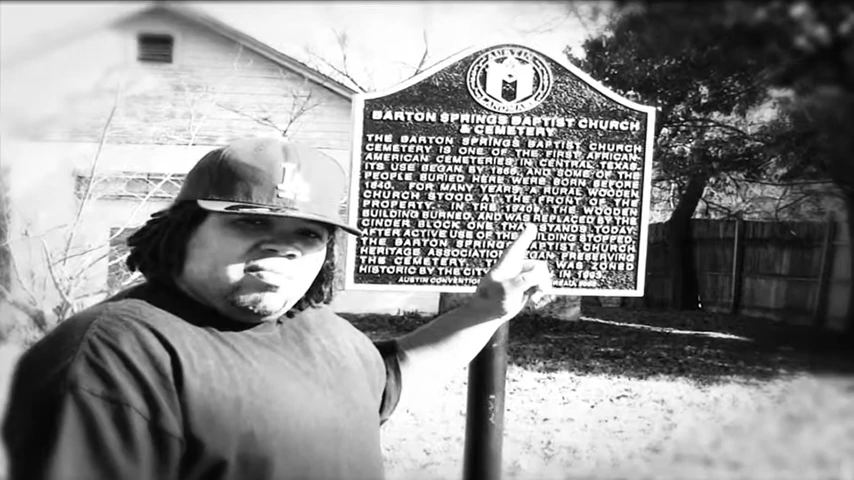 AUSTIN
LANDMARK
BARTON SPRINGS BAPTIST CHURCH
& CEMETERY
THE BARTON SPRINGS BAPTIST CHURCH
CEMETERY IS ONE OF THE FIRST AFRICAN-
AMERICAN CEMETERIES IN CENTRAL TEXAS.
ITS USE BEGAN BY 1869, AND SOME OF THE
PEOPLE BURIED HERE WERE BORN BEFORE
1840. FOR MANY YEARS A RURAL WOODEN
CHURCH STOOD AT THE FRONT OF THE
PROPERTY. IN THE 1940'S, THE WOODEN
BUILDING BURNED, AND WAS REPLACED BY THE
CINDER BLOCK ONE THAT STANDS TODAY.
AFTER ACTIVE USE OF THE BUILDING STOPPED,
THE BARTON SPRINGS BAPTIST CHURCH
HERITAGE ASSOCIATION BEGAN PRESERVING
THE CEMETERY. WAS ZONED
HISTORIC BY THE CITY IN 1993.
AUSTIN CONVENTION BUREAU
LA